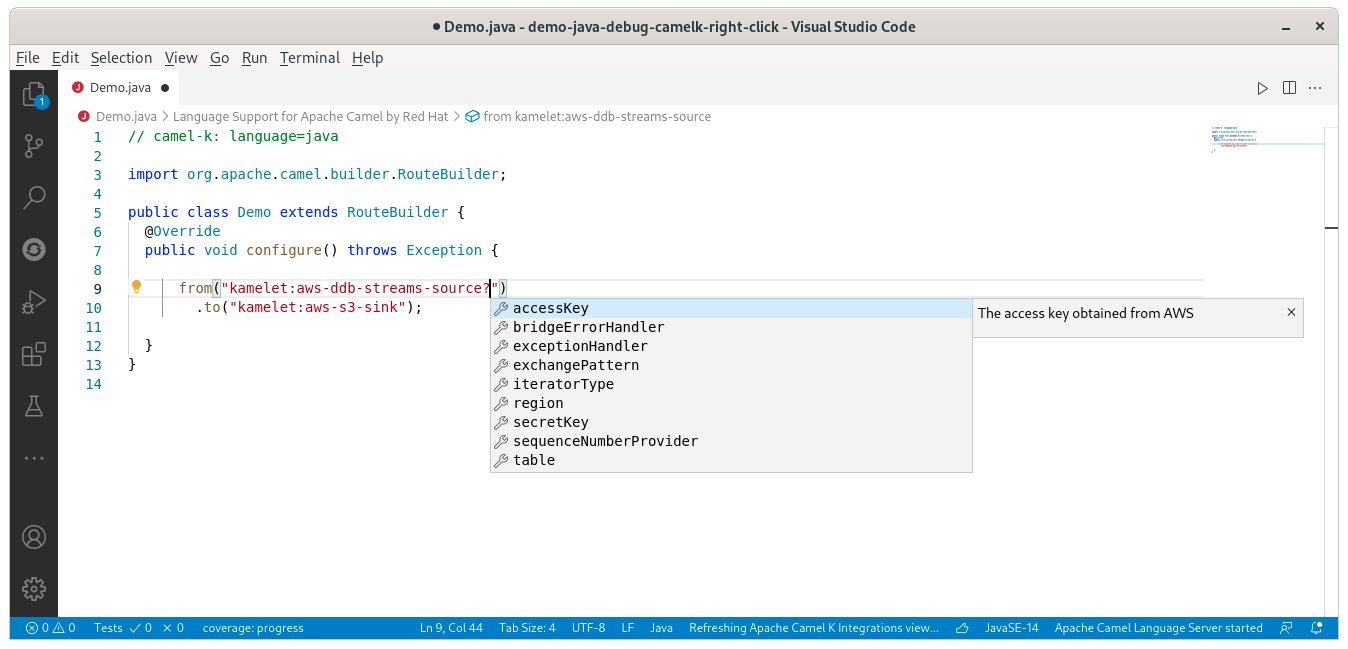 ● Demo.java - demo-java-debug-camelk-right-click - Visual Studio Code
File Edit Selection View Go Run Terminal Help
1
J Demo.java ●
J Demo.java > Language Support for Apache Camel by Red Hat > from kamelet:aws-ddb-streams-source
1 // camel-k: language=java
2
3 import org.apache.camel.builder.RouteBuilder;
4
5 public class Demo extends RouteBuilder {
6 @Override
7 public void configure() throws Exception {
8
9 from("kamelet:aws-ddb-streams-source?")
10 .to("kamelet:aws-s3-sink");
11
12 }
13 }
14
accessKey
The access key obtained from AWS
bridgeErrorHandler
exceptionHandler
exchangePattern
iteratorType
region
secretKey
sequenceNumberProvider
table
0 0 Tests ✓ 0 × 0 coverage: progress Ln 9, Col 44 Tab Size: 4 UTF-8 LF Java Refreshing Apache Camel K Integrations view... JavaSE-14 Apache Camel Language Server started